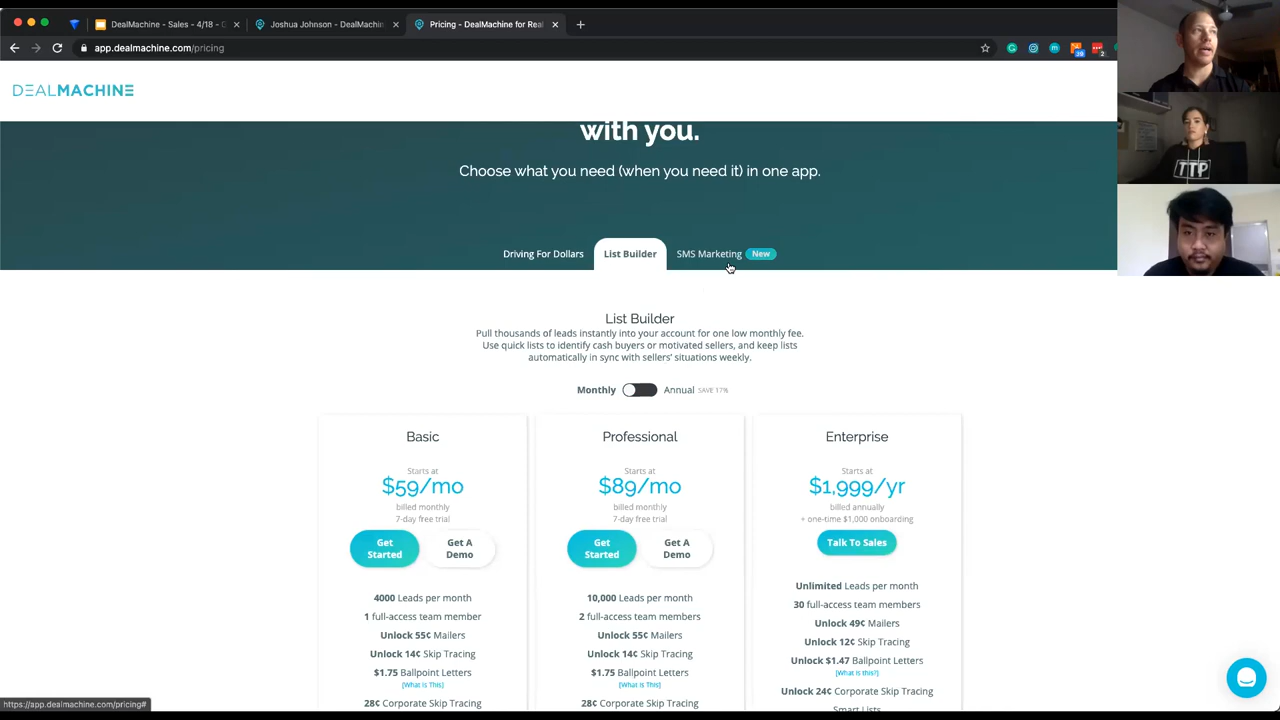 DealMachine - Sales - 4/18 -
Joshua Johnson - DealMachin
Pricing - DealMachine for Real
app.dealmachine.com/pricing
DEALMACHINE
with you.
Choose what you need (when you need it) in one app.
Driving For Dollars
List Builder
SMS Marketing New
List Builder
Pull thousands of leads instantly into your account for one low monthly fee.
Use quick lists to identify cash buyers or motivated sellers, and keep lists
automatically in sync with sellers' situations weekly.
Monthly Annual SAVE 17%
Basic
Starts at
$59/mo
billed monthly
7-day free trial
Get
Started
Get A
Demo
4000 Leads per month
1 full-access team member
Unlock 55¢ Mailers
Unlock 14¢ Skip Tracing
$1.75 Ballpoint Letters
[What Is This]
28¢ Corporate Skip Tracing
Professional
Starts at
$89/mo
billed monthly
7-day free trial
Get
Started
Get A
Demo
10,000 Leads per month
2 full-access team members
Unlock 55¢ Mailers
Unlock 14¢ Skip Tracing
$1.75 Ballpoint Letters
[What Is This]
28¢ Corporate Skip Tracing
Enterprise
Starts at
$1,999/yr
billed annually
+ one-time $1,000 onboarding
Talk To Sales
Unlimited Leads per month
30 full-access team members
Unlock 49¢ Mailers
Unlock 12¢ Skip Tracing
Unlock $1.47 Ballpoint Letters
[What is this?]
Unlock 24¢ Corporate Skip Tracing
Smart Lists
TTP
https://app.dealmachine.com/pricing#